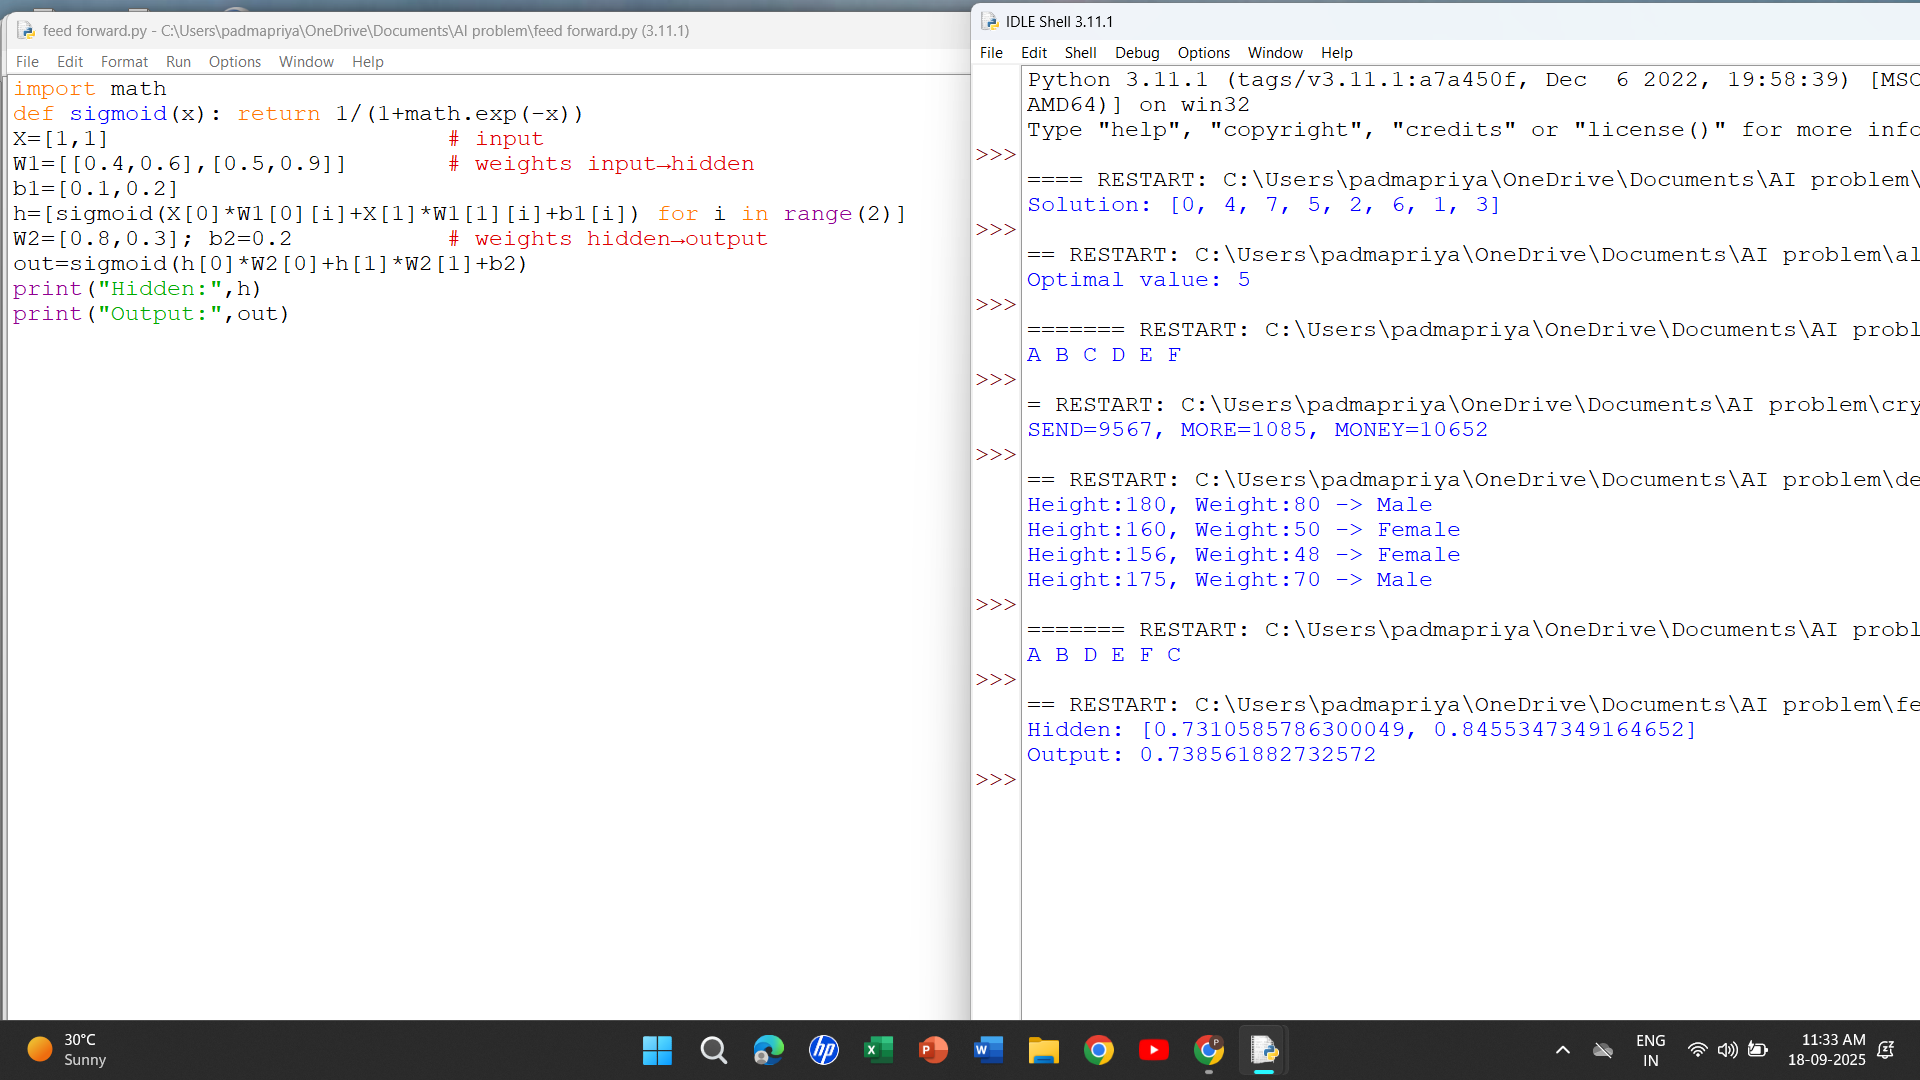 feed forward.py - C:\Users\padmapriya\OneDrive\Documents\AI problem\feed forward.py (3.11.1)
File Edit Format Run Options Window Help
import math
def sigmoid(x): return 1/(1+math.exp(-x))
X=[1,1] # input
W1=[[0.4,0.6],[0.5,0.9]] # weights input→hidden
b1=[0.1,0.2]
h=[sigmoid(X[0]*W1[0][i]+X[1]*W1[1][i]+b1[i]) for i in range(2)]
W2=[0.8,0.3]; b2=0.2 # weights hidden→output
out=sigmoid(h[0]*W2[0]+h[1]*W2[1]+b2)
print("Hidden:",h)
print("Output:",out)
IDLE Shell 3.11.1
File Edit Shell Debug Options Window Help
Python 3.11.1 (tags/v3.11.1:a7a450f, Dec  6 2022, 19:58:39) [MSC
AMD64)] on win32
Type "help", "copyright", "credits" or "license()" for more info
>>>
==== RESTART: C:\Users\padmapriya\OneDrive\Documents\AI problem\
Solution: [0, 4, 7, 5, 2, 6, 1, 3]
>>>
== RESTART: C:\Users\padmapriya\OneDrive\Documents\AI problem\al
Optimal value: 5
>>>
======= RESTART: C:\Users\padmapriya\OneDrive\Documents\AI probl
A B C D E F
>>>
= RESTART: C:\Users\padmapriya\OneDrive\Documents\AI problem\cry
SEND=9567, MORE=1085, MONEY=10652
>>>
== RESTART: C:\Users\padmapriya\OneDrive\Documents\AI problem\de
Height:180, Weight:80 -> Male
Height:160, Weight:50 -> Female
Height:156, Weight:48 -> Female
Height:175, Weight:70 -> Male
>>>
======= RESTART: C:\Users\padmapriya\OneDrive\Documents\AI probl
A B D E F C
>>>
== RESTART: C:\Users\padmapriya\OneDrive\Documents\AI problem\fe
Hidden: [0.7310585786300049, 0.8455347349164652]
Output: 0.738561882732572
>>>
30°C
Sunny
hp
P
W
P
ENG
IN
11:33 AM
18-09-2025